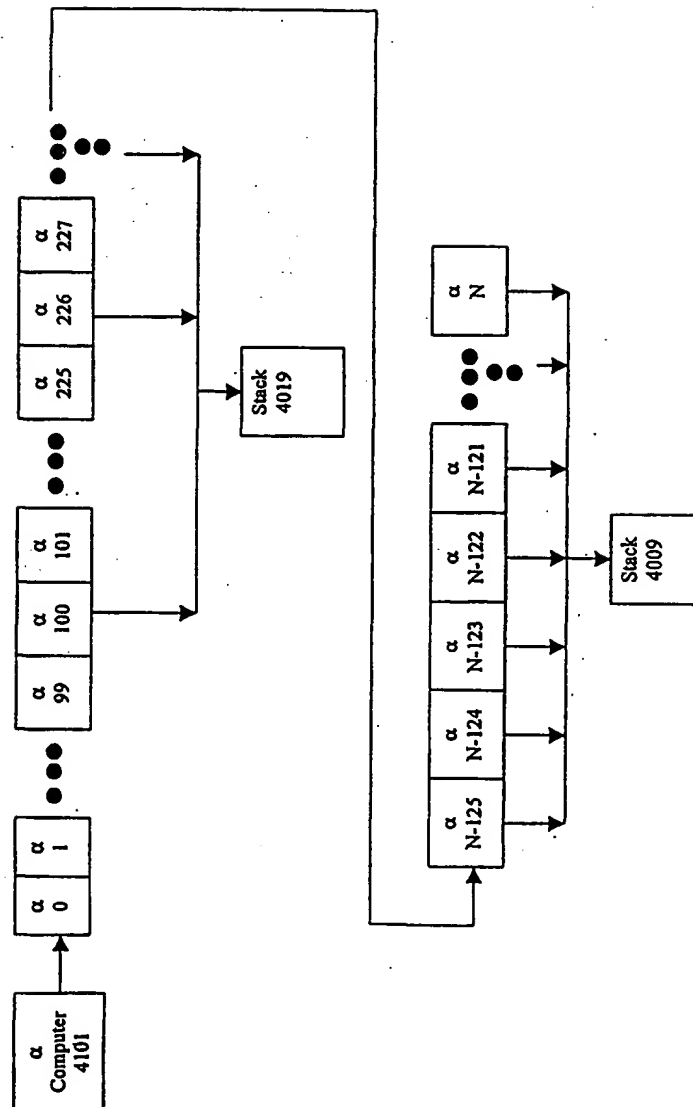 α
Computer
4101
α
0
α
1
α
99
α
100
α
101
α
225
α
226
α
227
Stack
4019
α
N-125
α
N-124
α
N-123
α
N-122
α
N-121
α
N
Stack
4009